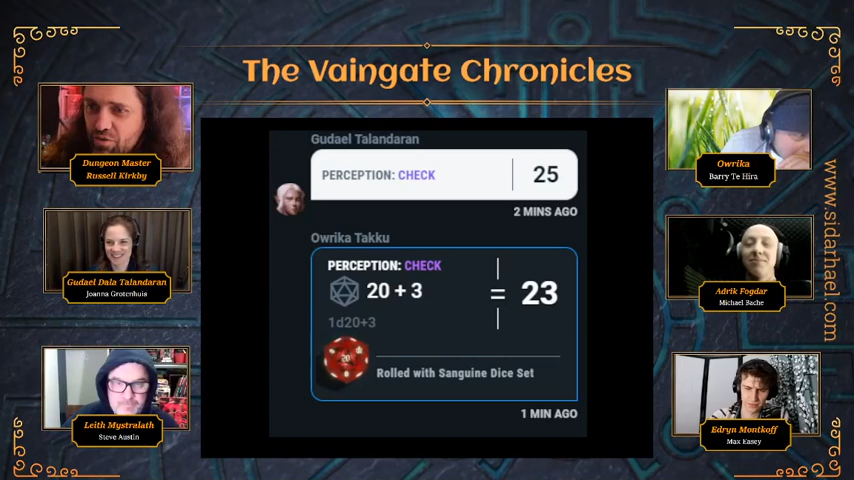 The Vaingate Chronicles
Dungeon Master
Russell Kirkby
Gudael Dala Talandaran
Joanna Grotenhuis
Leith Mystralath
Steve Austin
Gudael Talandaran
PERCEPTION: CHECK 25
2 MINS AGO
Owrika Takku
PERCEPTION: CHECK
20 + 3 = 23
1d20+3
20
Rolled with Sanguine Dice Set
1 MIN AGO
Owrika
Barry Te Hira
Adrik Fogdar
Michael Bache
Edryn Montkoff
Max Easey
www.sidarhael.com